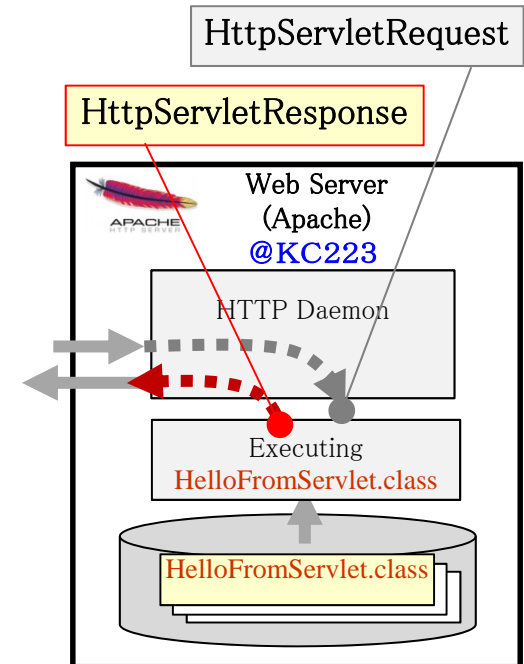 HttpServletRequest
HttpServletResponse
APACHE
HTTP SERVER
Web Server
(Apache)
@KC223
HTTP Daemon
Executing
HelloFromServlet.class
HelloFromServlet.class